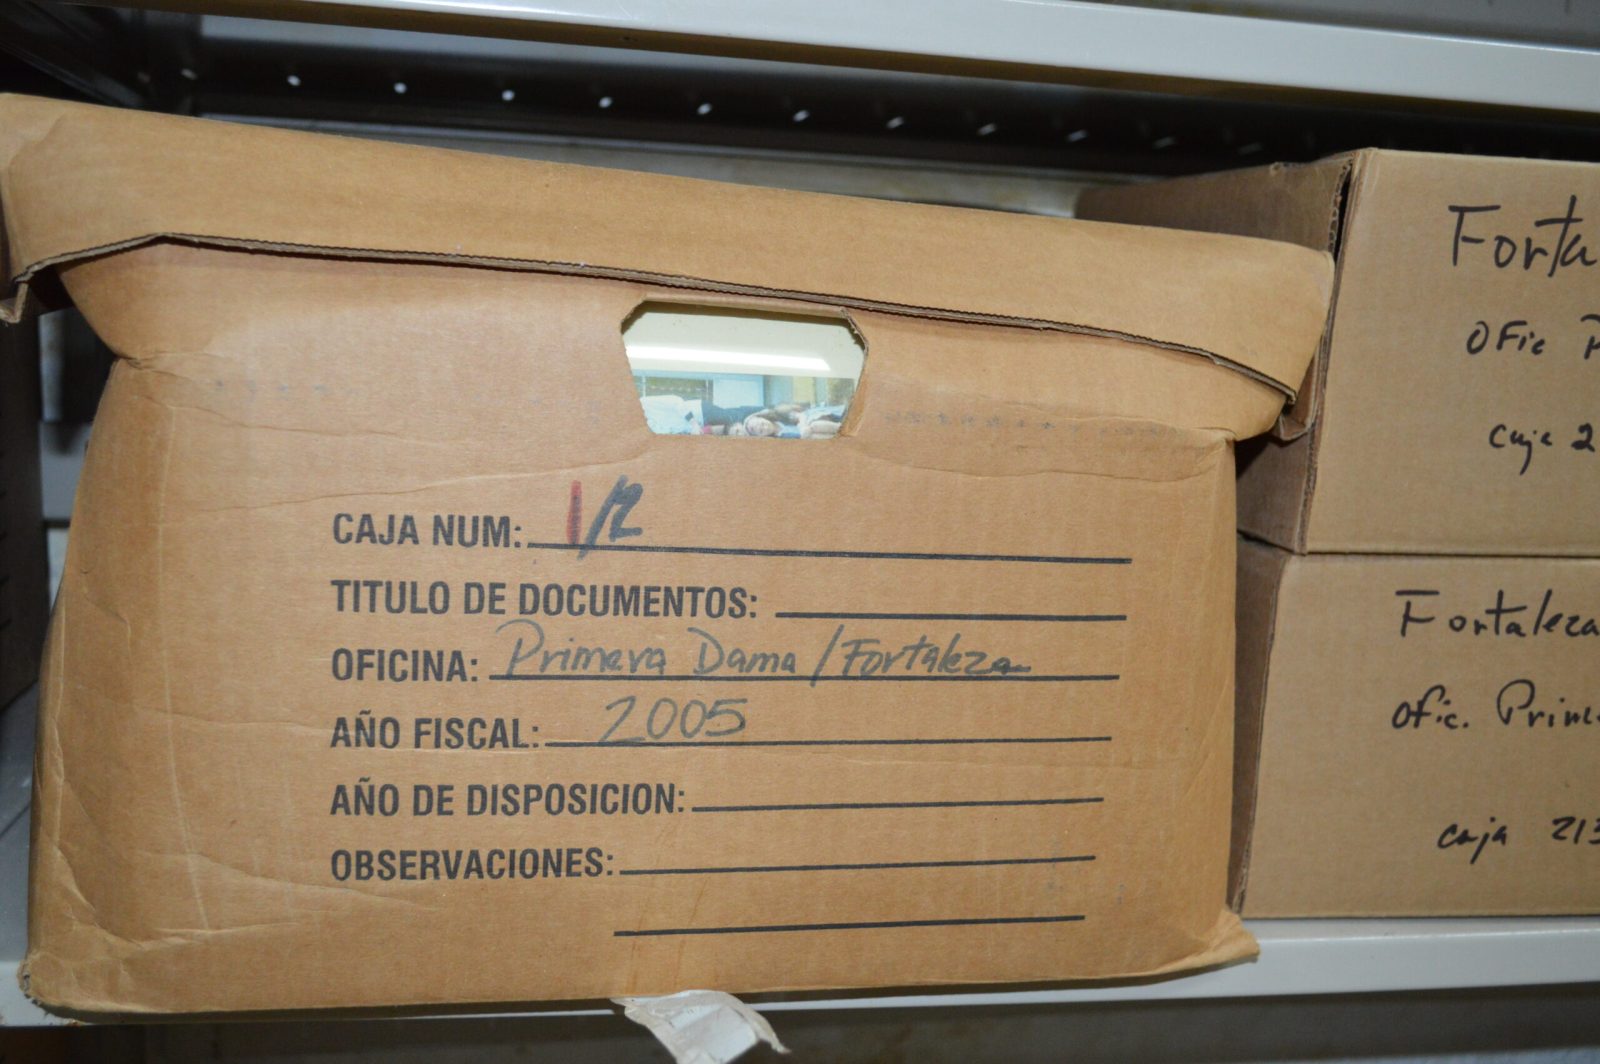 CAJA NUM: 1/2
TITULO DE DOCUMENTOS:
OFICINA: Primera Dama / Fortaleza
AÑO FISCAL: 2005
AÑO DE DISPOSICION:
OBSERVACIONES:
Forta
Ofic P
caja 2
Fortaleza
Ofic. Prim
caja 213